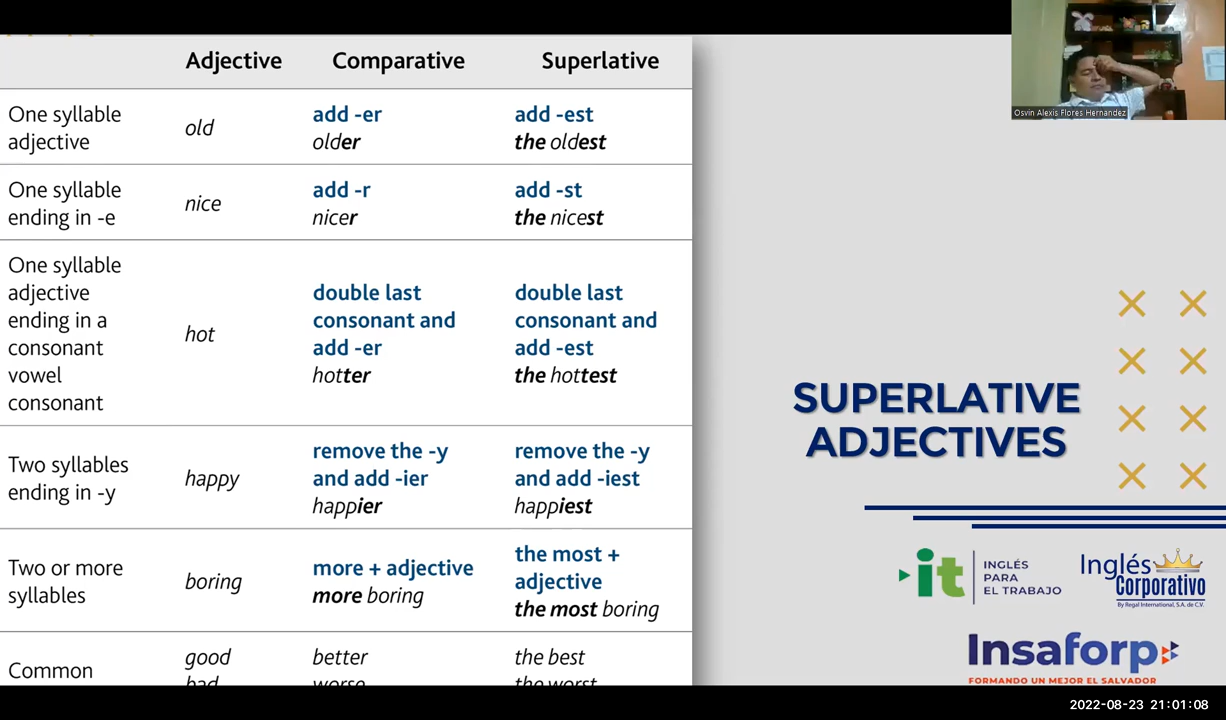 Adjective Comparative Superlative
One syllable
adjective
old
add -er
older
add -est
the oldest
One syllable
ending in -e
nice
add -r
nicer
add -st
the nicest
One syllable
adjective
ending in a
consonant
vowel
consonant
hot
double last
consonant and
add -er
hotter
double last
consonant and
add -est
the hottest
Two syllables
ending in -y
happy
remove the -y
and add -ier
happier
remove the -y
and add -iest
happiest
Two or more
syllables
boring
more + adjective
more boring
the most +
adjective
the most boring
Common
good
bad
better
worse
the best
the worst
Osvin Alexis Flores Hernandez
SUPERLATIVE
ADJECTIVES
it
INGLÉS
PARA
EL TRABAJO
Inglés
Corporativo
By Regal International, S.A. de C.V.
Insaforp
FORMANDO UN MEJOR EL SALVADOR
2022-08-23 21:01:08